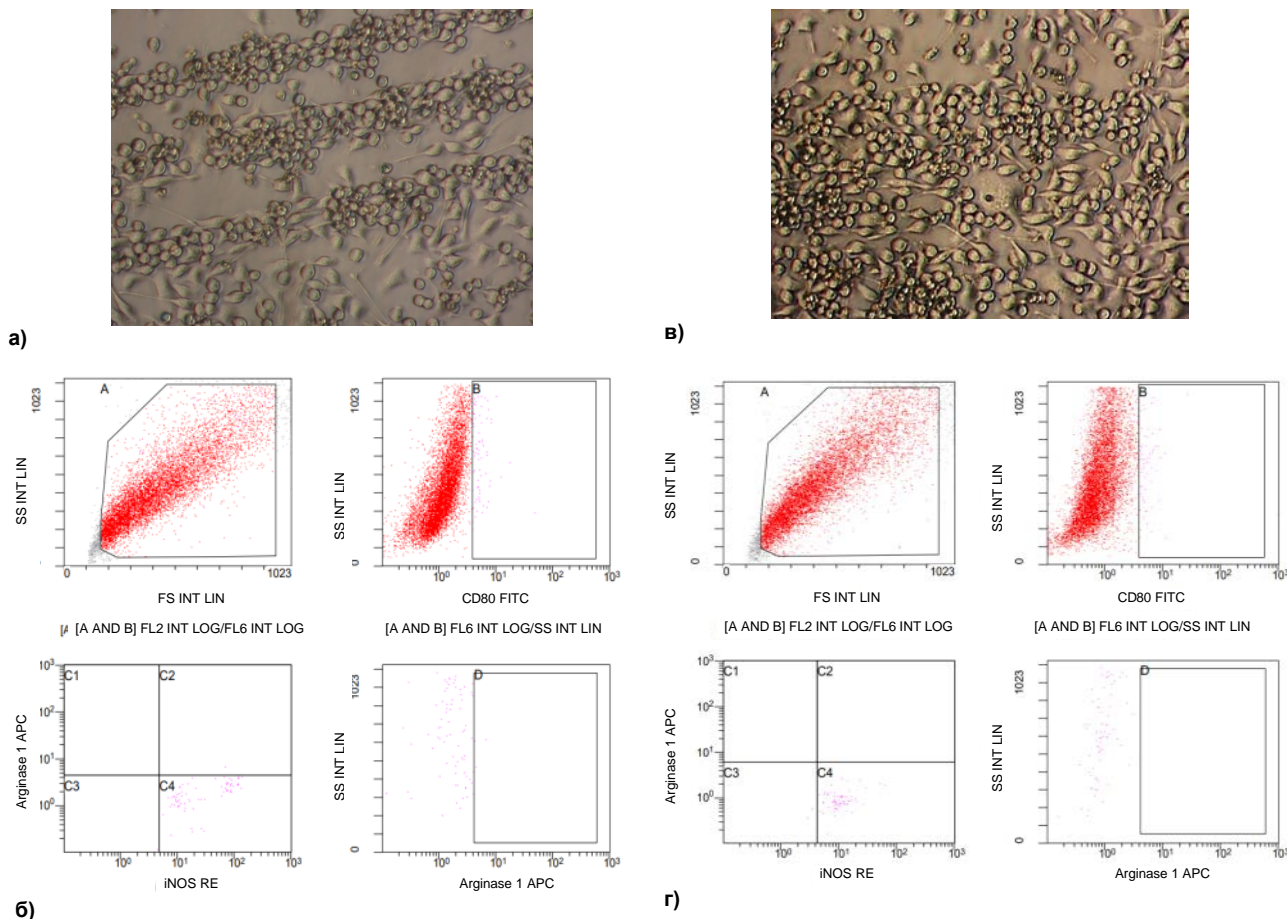 а)
в)
A
1023
SS INT LIN
0
0
1023
FS INT LIN
B
1023
SS INT LIN
0
10⁰
10¹
10²
10³
CD80 FITC
A
1023
SS INT LIN
0
0
1023
FS INT LIN
B
1023
SS INT LIN
0
10⁰
10¹
10²
10³
CD80 FITC
[A AND B] FL2 INT LOG/FL6 INT LOG
[A AND B] FL6 INT LOG/SS INT LIN
[A AND B] FL2 INT LOG/FL6 INT LOG
[A AND B] FL6 INT LOG/SS INT LIN
10³
10²
10¹
10⁰
C1
C2
C3
C4
Arginase 1 APC
10⁰
10¹
10²
10³
iNOS RE
D
1023
SS INT LIN
0
10⁰
10¹
10²
10³
Arginase 1 APC
10³
10²
10¹
10⁰
C1
C2
C3
C4
Arginase 1 APC
10⁰
10¹
10²
10³
iNOS RE
D
1023
SS INT LIN
0
10⁰
10¹
10²
10³
Arginase 1 APC
б)
г)